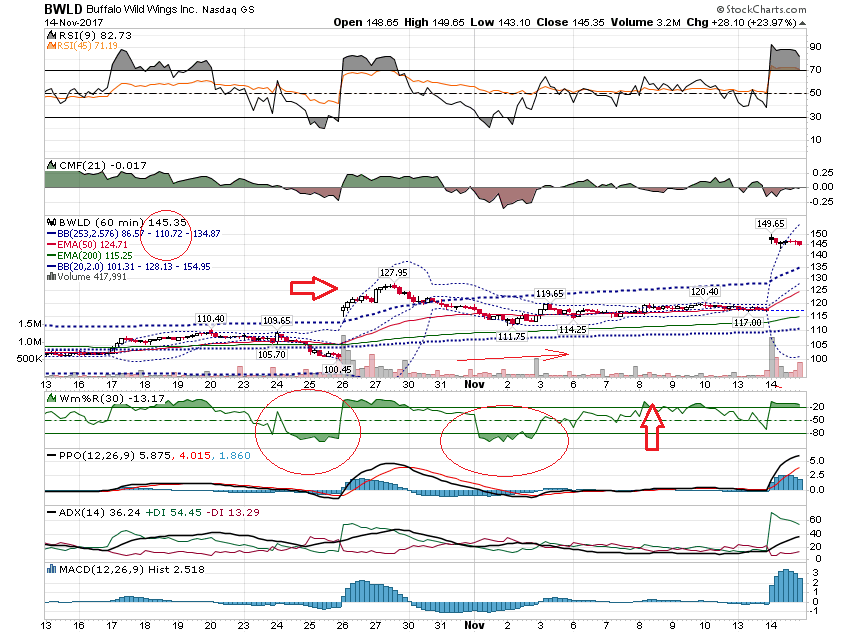 BWLD Buffalo Wild Wings Inc. Nasdaq GS © StockCharts.com
14-Nov-2017 Open 148.65 High 149.65 Low 143.10 Close 145.35 Volume 3.2M Chg +28.10 (+23.97%)
RSI(9) 82.73
RSI(45) 71.19
90
70
50
30
10
CMF(21) -0.017
0.25
0.00
-0.25
BWLD (60 min) 145.35
BB(253,2.576) 86.57 - 110.72 - 134.87
EMA(50) 124.71
EMA(200) 115.25
BB(20,2.0) 101.31 - 128.13 - 154.95
Volume 417,991
149.65
127.95
119.65
120.40
110.40
109.65
117.00
114.25
111.75
105.70
100.45
150
145
140
135
130
125
120
115
110
105
100
1.5M
1.0M
500K
13 16 17 18 19 20 23 24 25 26 27 30 31 Nov 2 3 6 7 8 9 10 13 14
Wm%R(30) -13.17
-20
-50
-80
PPO(12,26,9) 5.875, 4.015, 1.860
5.0
2.5
0.0
ADX(14) 36.24 +DI 54.45 -DI 13.29
60
40
20
0
MACD(12,26,9) Hist 2.518
3
2
1
0
-1
13 16 17 18 19 20 23 24 25 26 27 30 31 Nov 2 3 6 7 8 9 10 13 14